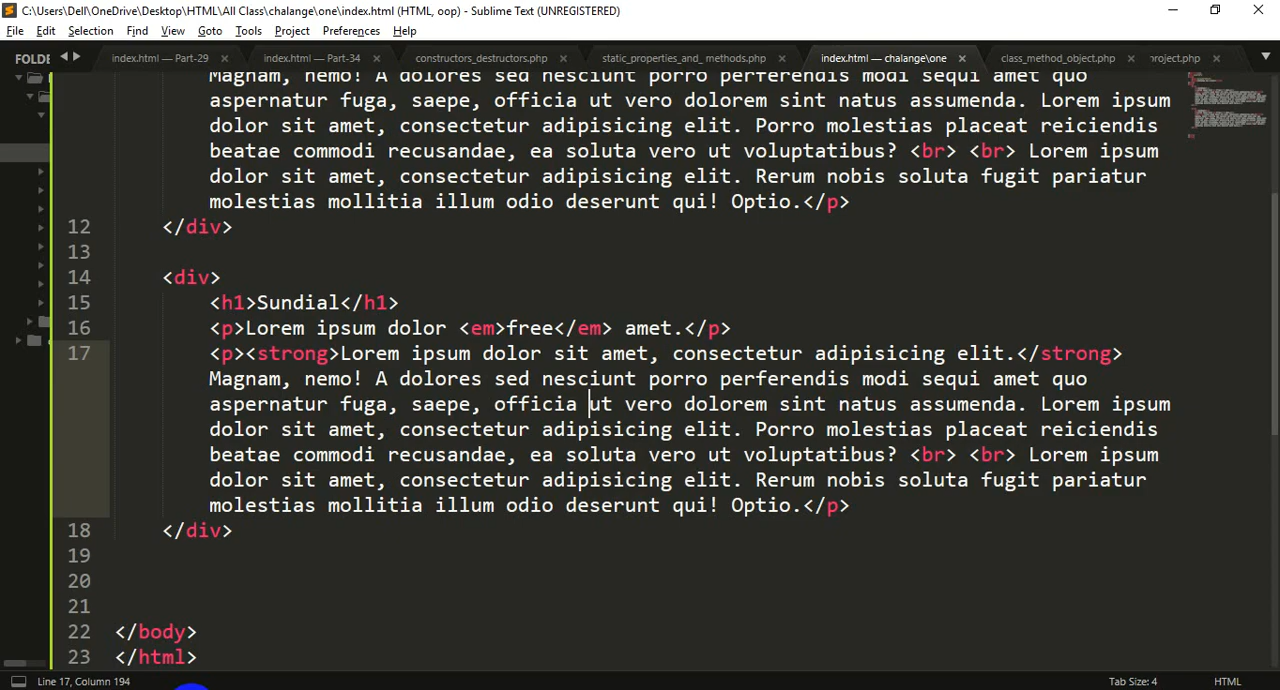 C:\Users\Dell\OneDrive\Desktop\HTML\All Class\chalange\one\index.html (HTML, oop) - Sublime Text (UNREGISTERED)
File Edit Selection Find View Goto Tools Project Preferences Help
FOLDE
index.html — Part-29 index.html — Part-34 constructors_destructors.php static_properties_and_ methods.php index.html — chalange\one class_method_object.php project.php
Magnam, nemo! A dolores sed nesciunt porro perferendis modi sequi amet quo
aspernatur fuga, saepe, officia ut vero dolorem sint natus assumenda. Lorem ipsum
dolor sit amet, consectetur adipisicing elit. Porro molestias placeat reiciendis
beatae commodi recusandae, ea soluta vero ut voluptatibus? <br> <br> Lorem ipsum
dolor sit amet, consectetur adipisicing elit. Rerum nobis soluta fugit pariatur
molestias mollitia illum odio deserunt qui! Optio.</p>
12 </div>
13
14 <div>
15 <h1>Sundial</h1>
16 <p>Lorem ipsum dolor <em>free</em> amet.</p>
17 <p><strong>Lorem ipsum dolor sit amet, consectetur adipisicing elit.</strong>
Magnam, nemo! A dolores sed nesciunt porro perferendis modi sequi amet quo
aspernatur fuga, saepe, officia ut vero dolorem sint natus assumenda. Lorem ipsum
dolor sit amet, consectetur adipisicing elit. Porro molestias placeat reiciendis
beatae commodi recusandae, ea soluta vero ut voluptatibus? <br> <br> Lorem ipsum
dolor sit amet, consectetur adipisicing elit. Rerum nobis soluta fugit pariatur
molestias mollitia illum odio deserunt qui! Optio.</p>
18 </div>
19
20
21
22 </body>
23 </html>
Line 17, Column 194 Tab Size: 4 HTML